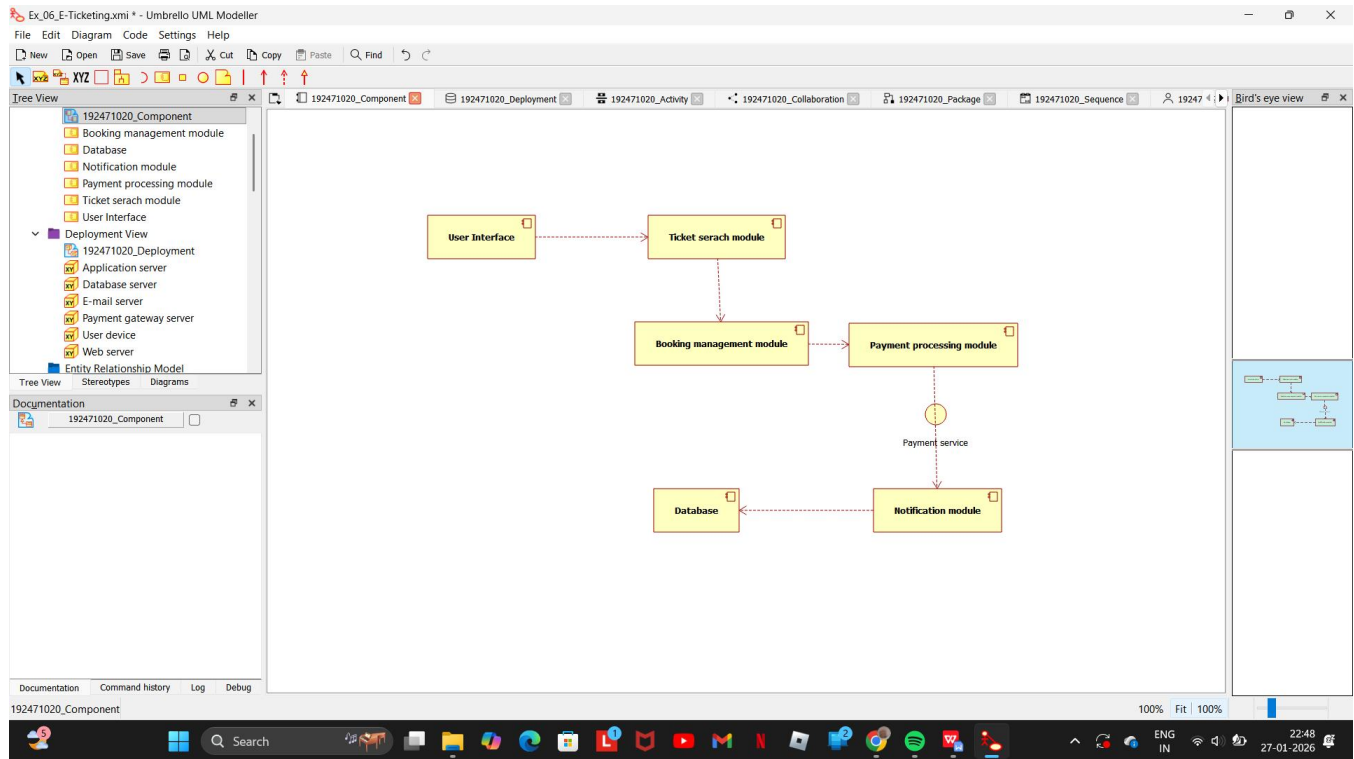 Ex_06_E-Ticketing.xmi * - Umbrello UML Modeller
File Edit Diagram Code Settings Help
New Open Save Cut Copy Paste Find
XYZ XYZ XYZ
Tree View
192471020_Component
Booking management module
Database
Notification module
Payment processing module
Ticket serach module
User Interface
Deployment View
192471020_Deployment
Application server
Database server
E-mail server
Payment gateway server
User device
Web server
Entity Relationship Model
Tree View Stereotypes Diagrams
Documentation
192471020_Component
Documentation Command history Log Debug
192471020_Component 192471020_Deployment 192471020_Activity 192471020_Collaboration 192471020_Package 192471020_Sequence 19247
User Interface
Ticket serach module
Booking management module
Payment processing module
Payment service
Database
Notification module
Bird's eye view
192471020_Component
100% Fit 100%
5
Search
1
2
ENG
IN
22:48
27-01-2026